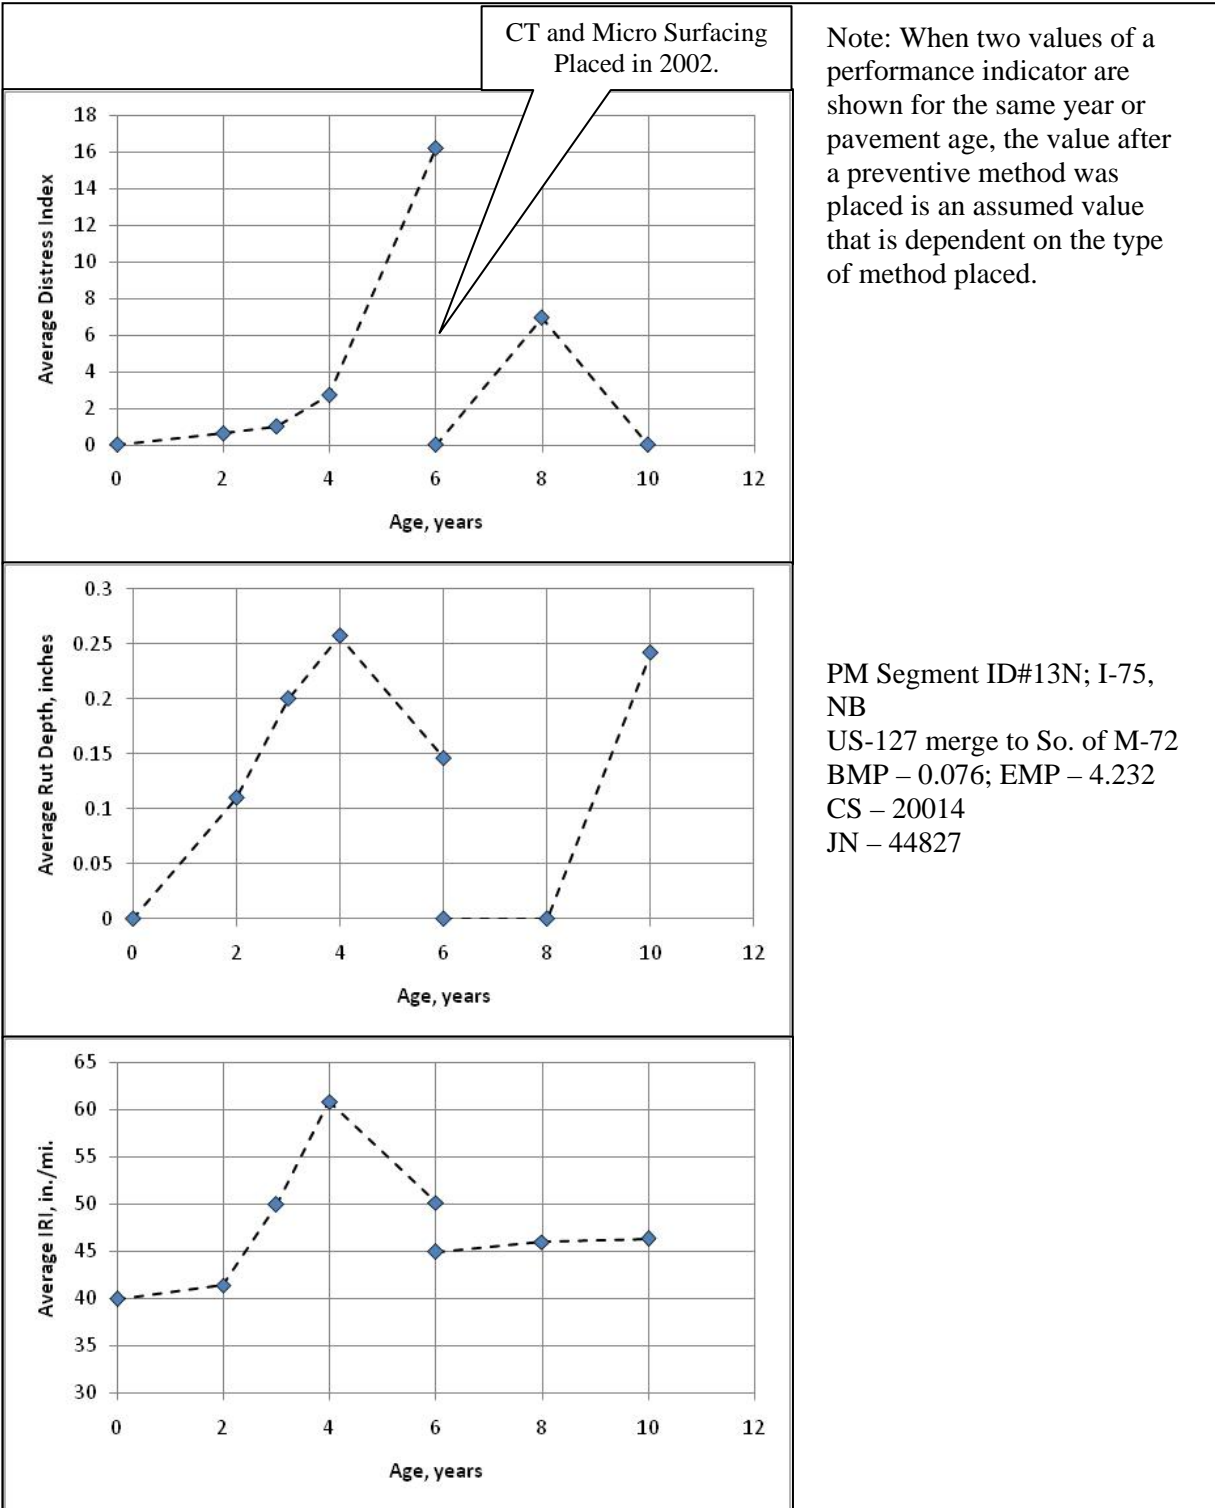 CT and Micro Surfacing
Placed in 2002.
Note: When two values of a
performance indicator are
shown for the same year or
pavement age, the value after
a preventive method was
placed is an assumed value
that is dependent on the type
of method placed.
18
16
14
12
10
8
6
4
2
0
Average Distress Index
0 2 4 6 8 10 12
Age, years
0.3
0.25
0.2
0.15
0.1
0.05
0
Average Rut Depth, inches
0 2 4 6 8 10 12
Age, years
PM Segment ID#13N; I-75,
NB
US-127 merge to So. of M-72
BMP – 0.076; EMP – 4.232
CS – 20014
JN – 44827
65
60
55
50
45
40
35
30
Average IRI, in./mi.
0 2 4 6 8 10 12
Age, years